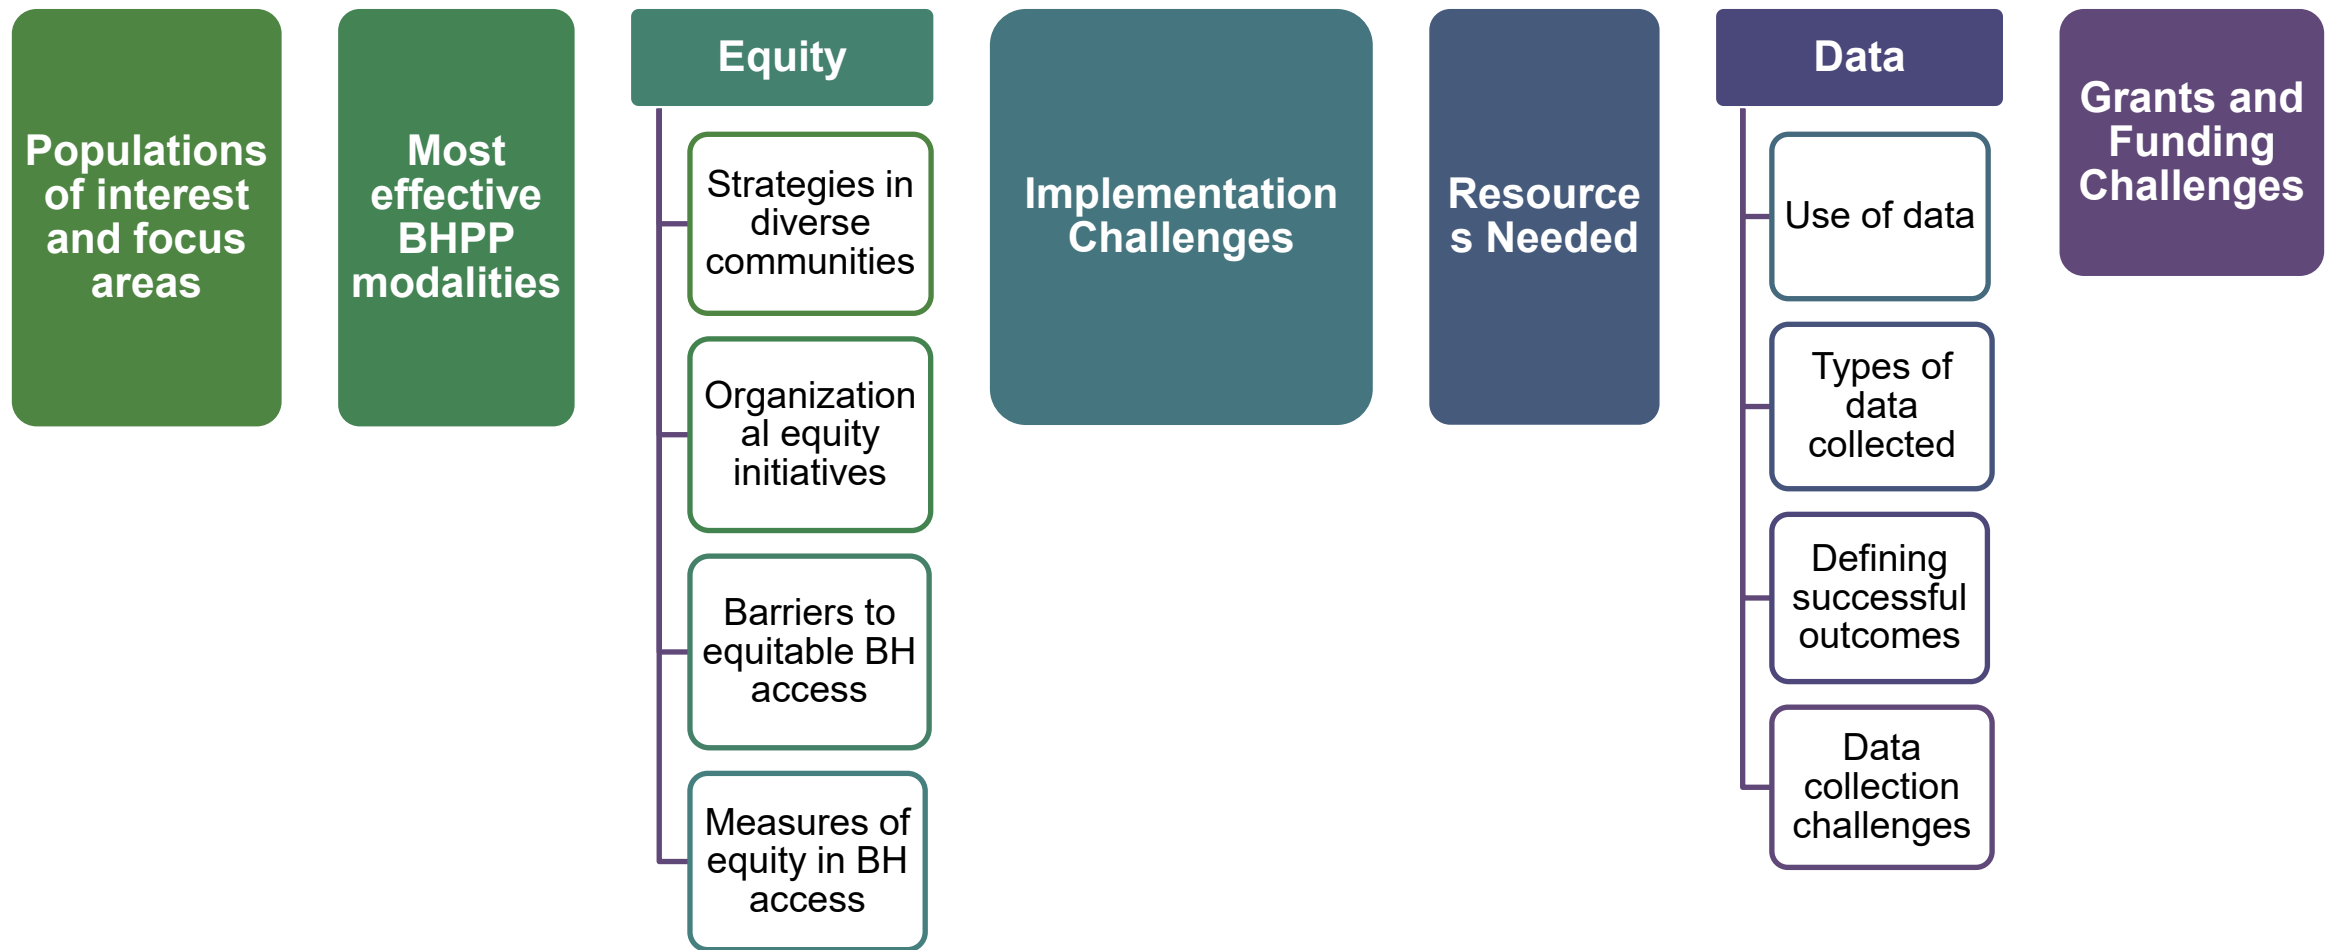 Populations
of interest
and focus
areas
Most
effective
BHPP
modalities
Equity
Strategies in
diverse
communities
Organization
al equity
initiatives
Barriers to
equitable BH
access
Measures of
equity in BH
access
Implementation
Challenges
Resource
s Needed
Data
Use of data
Types of
data
collected
Defining
successful
outcomes
Data
collection
challenges
Grants and
Funding
Challenges